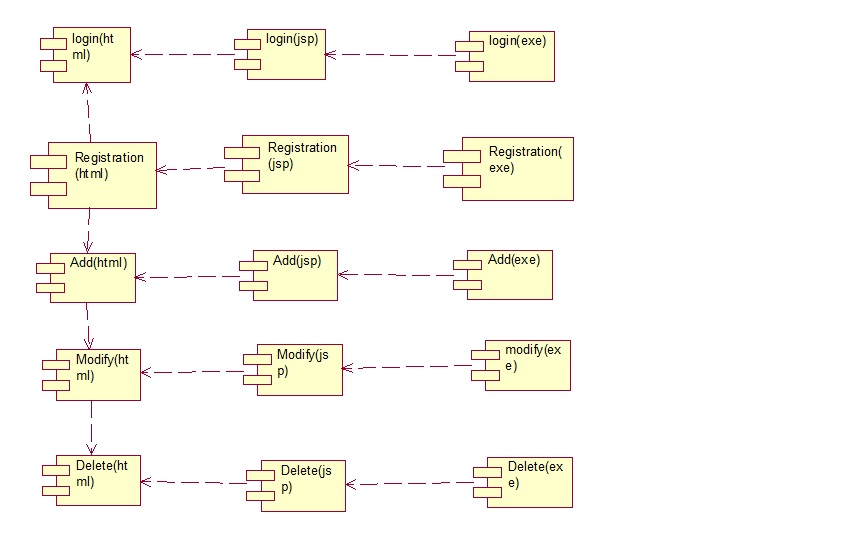 login(ht
ml)
login(jsp)
login(exe)
Registration
(html)
Registration
(jsp)
Registration(
exe)
Add(html)
Add(jsp)
Add(exe)
Modify(ht
ml)
Modify(js
p)
modify(ex
e)
Delete(ht
ml)
Delete(js
p)
Delete(ex
e)